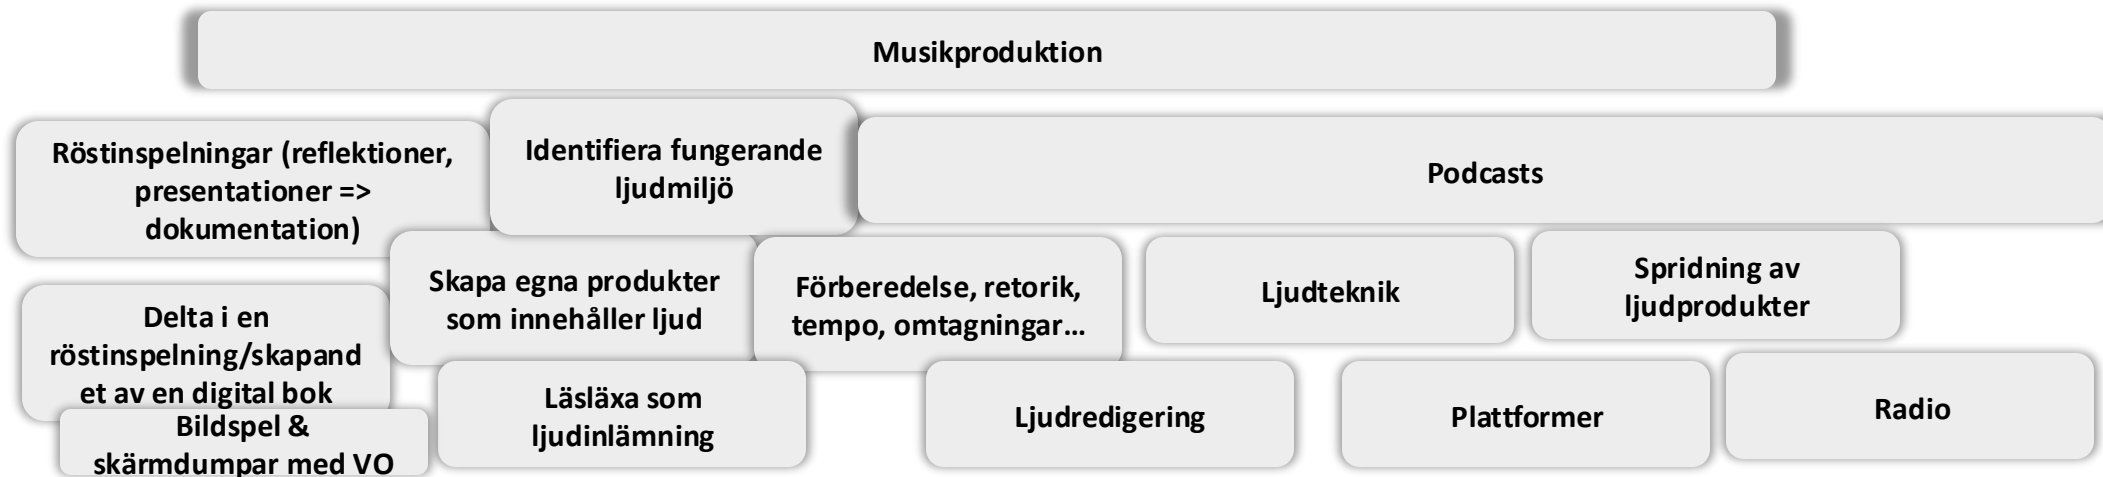 Musikproduktion
Röstinspelningar (reflektioner,
presentationer =>
dokumentation)
Identifiera fungerande
ljudmiljö
Podcasts
Skapa egna produkter
som innehåller ljud
Förberedelse, retorik,
tempo, omtagningar…
Ljudteknik
Spridning av
ljudprodukter
Delta i en
röstinspelning/skapand
et av en digital bok
Bildspel &
skärmdumpar med VO
Läsläxa som
ljudinlämning
Ljudredigering
Plattformer
Radio